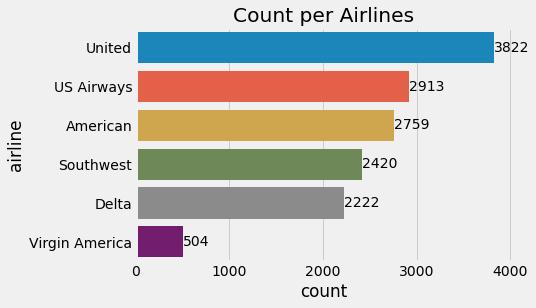 Count per Airlines
airline
United 3822
US Airways 2913
American 2759
Southwest 2420
Delta 2222
Virgin America 504
0 1000 2000 3000 4000
count